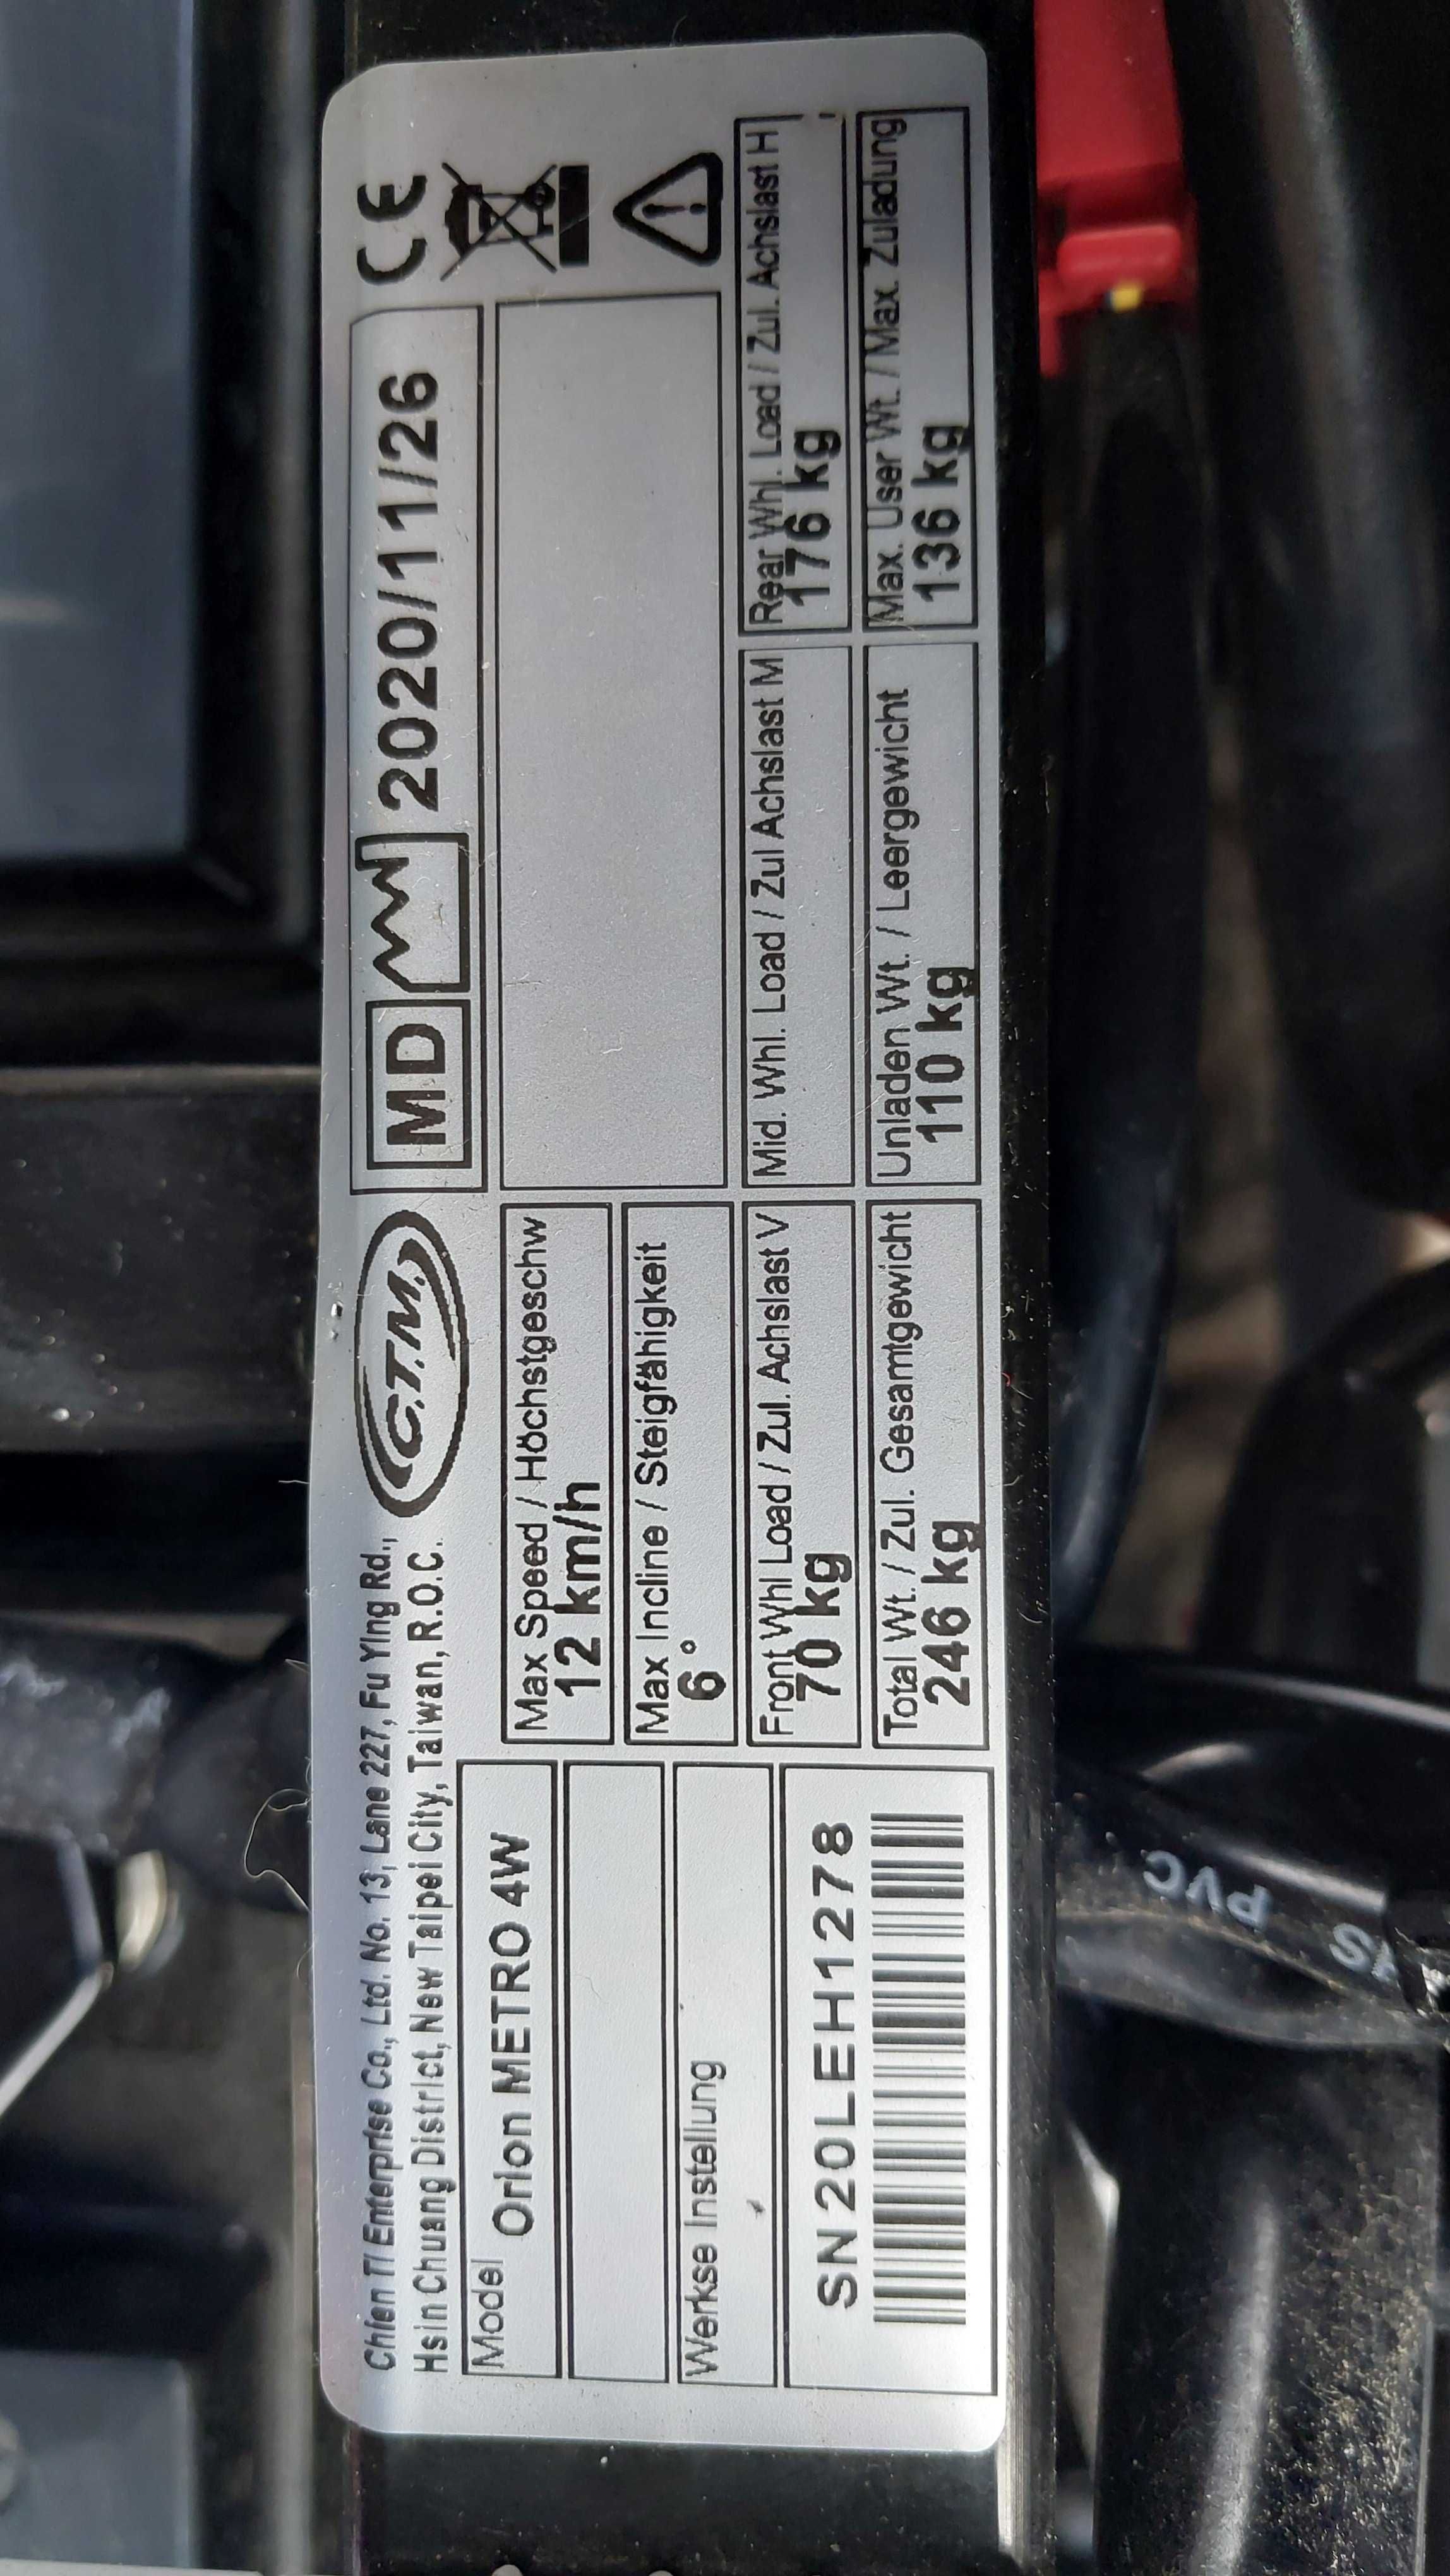 Chien Ti Enterprise Co., Ltd. No. 13, Lane 227, Fu Ying Rd.,
Hsin Chuang District, New Taipei City, Taiwan, R.O.C.
C.T.M.
MD 2020/11/26
CE
Model
Orion METRO 4W
Werkse Instellung
SN20LEH1278
Max Speed / Höchstgeschw
12 km/h
Max Incline / Steigfähigkeit
6°
Front Whl Load / Zul. Achslast V
70 kg
Mid. Whl. Load / Zul Achslast M
Rear Whl. Load / Zul. Achslast H
176 kg
Total Wt. / Zul. Gesamtgewicht
246 kg
Unladen Wt. / Leergewicht
110 kg
Max. User Wt. / Max. Zuladung
136 kg
PVC